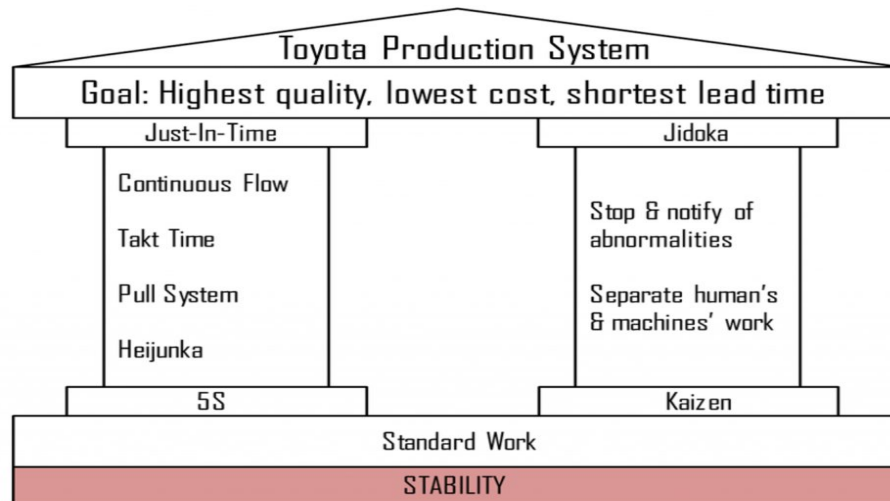 Toyota Production System
Goal: Highest quality, lowest cost, shortest lead time
Just-In-Time
Continuous Flow
Takt Time
Pull System
Heijunka
5S
Jidoka
Stop & notify of
abnormalities
Separate human's
& machines' work
Kaizen
Standard Work
STABILITY